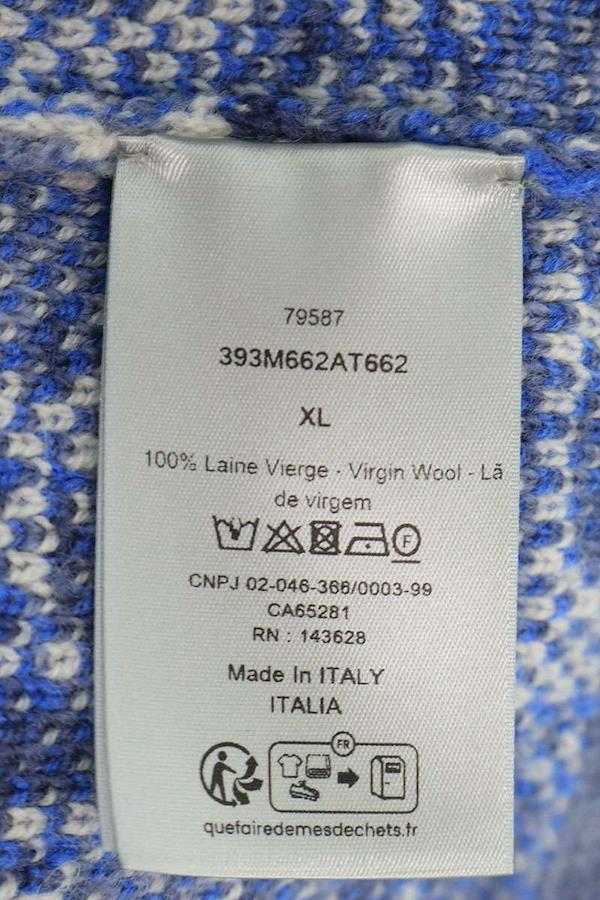 79587
393M662AT662
XL
100% Laine Vierge - Virgin Wool - Lã
de virgem
F
CNPJ 02-046-366/0003-99
CA65281
RN : 143628
Made In ITALY
ITALIA
FR
quefairedemesdechets.fr